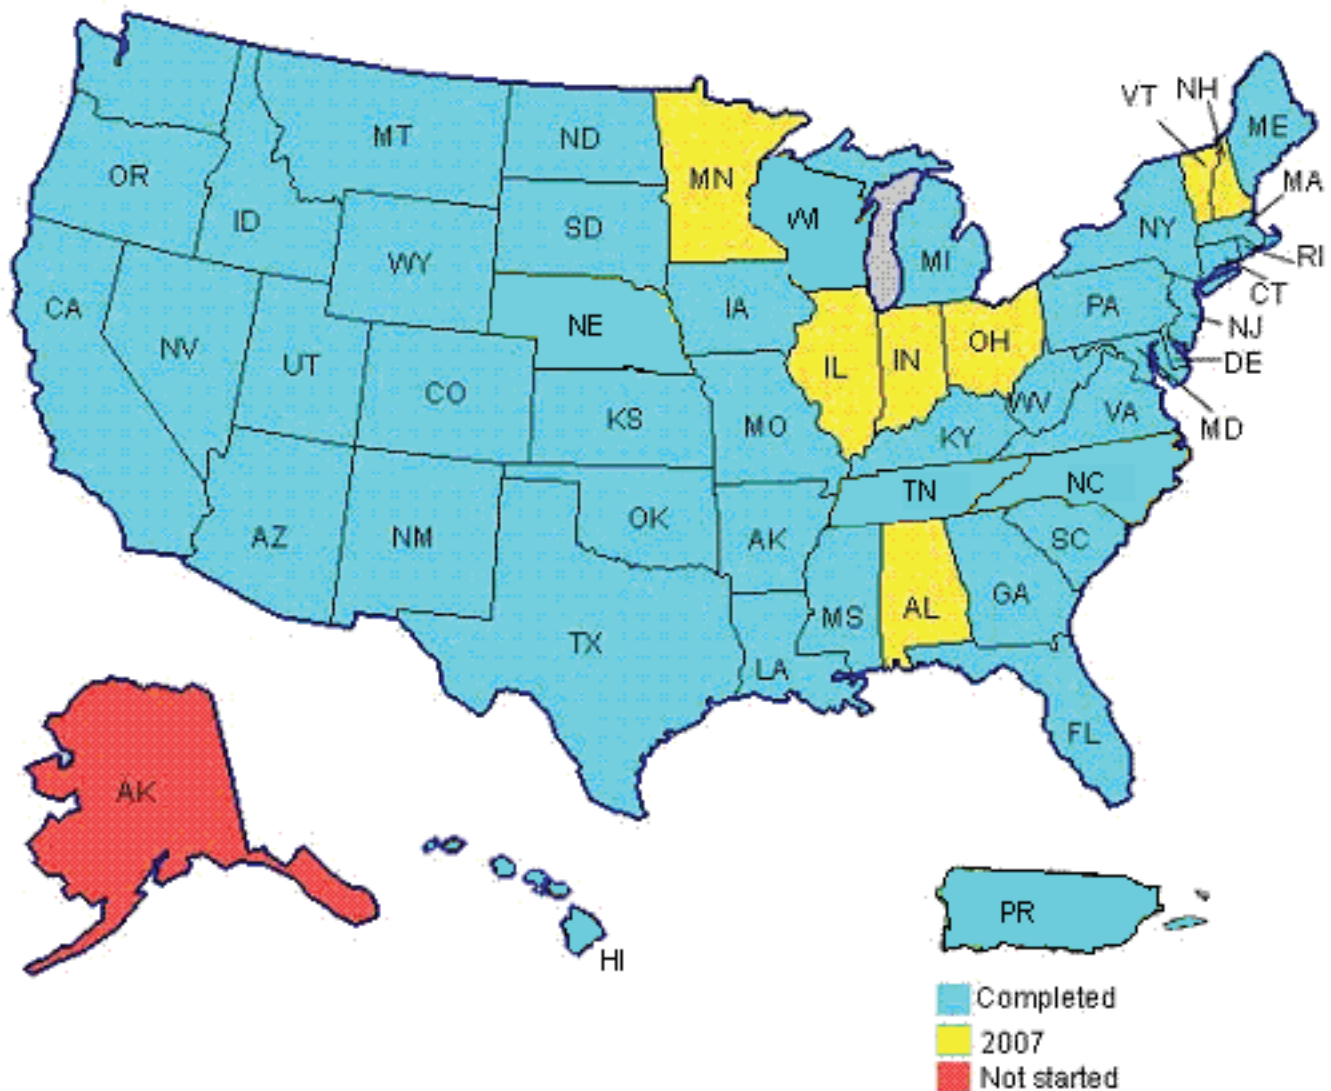 VT
NH
MT
ND
ME
OR
MN
MA
ID
SD
WI
NY
WY
MI
RI
CA
CT
NV
UT
NE
IA
PA
NJ
CO
IL
IN
OH
DE
KS
MO
KY
WV
VA
MD
AZ
NM
OK
AK
TN
NC
SC
TX
MS
AL
GA
LA
FL
AK
HI
PR
Completed
2007
Not started